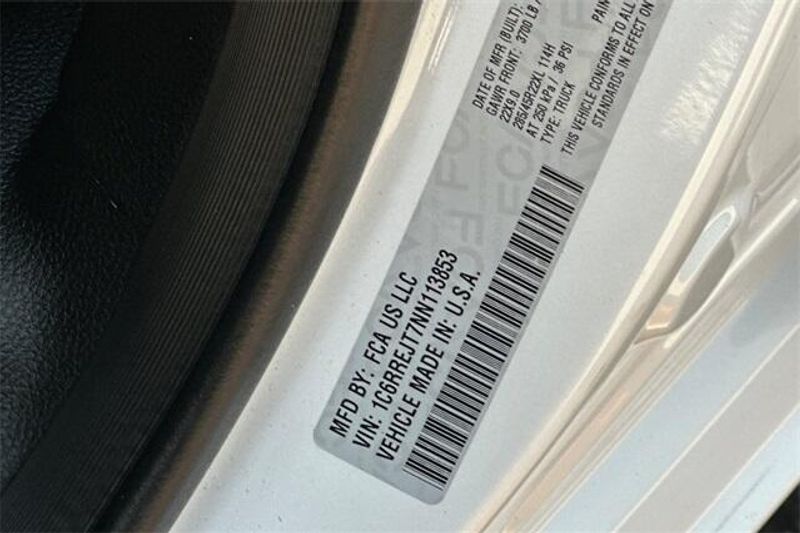 MFD BY: FCA US LLC
VIN: 1C6RREJT7NN113853
VEHICLE MADE IN: U.S.A.
DATE OF MFR (BUILT):
GAWR FRONT: 3700 LB
22X9.0
285/45R22XL 114H
AT 250 kPa / 36 PSI
TYPE: TRUCK PAIN
THIS VEHICLE CONFORMS TO ALL
STANDARDS IN EFFECT ON